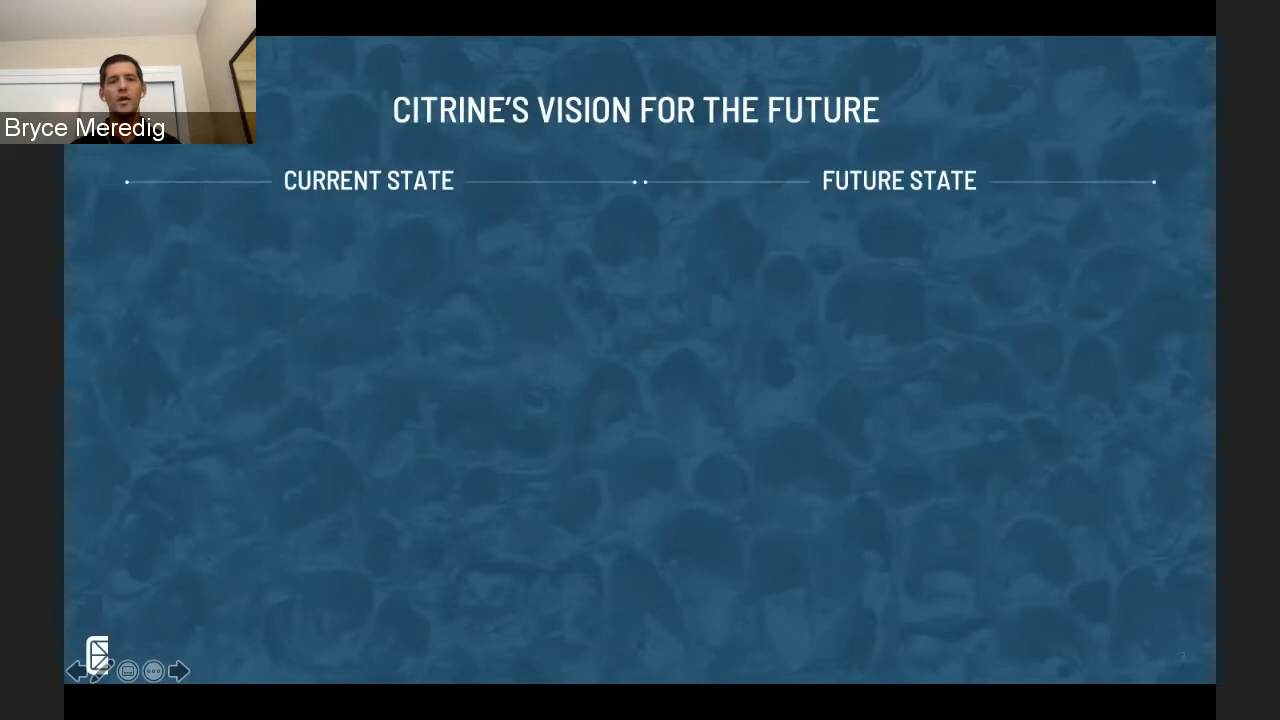 Bryce Meredig
CITRINE'S VISION FOR THE FUTURE
CURRENT STATE
FUTURE STATE